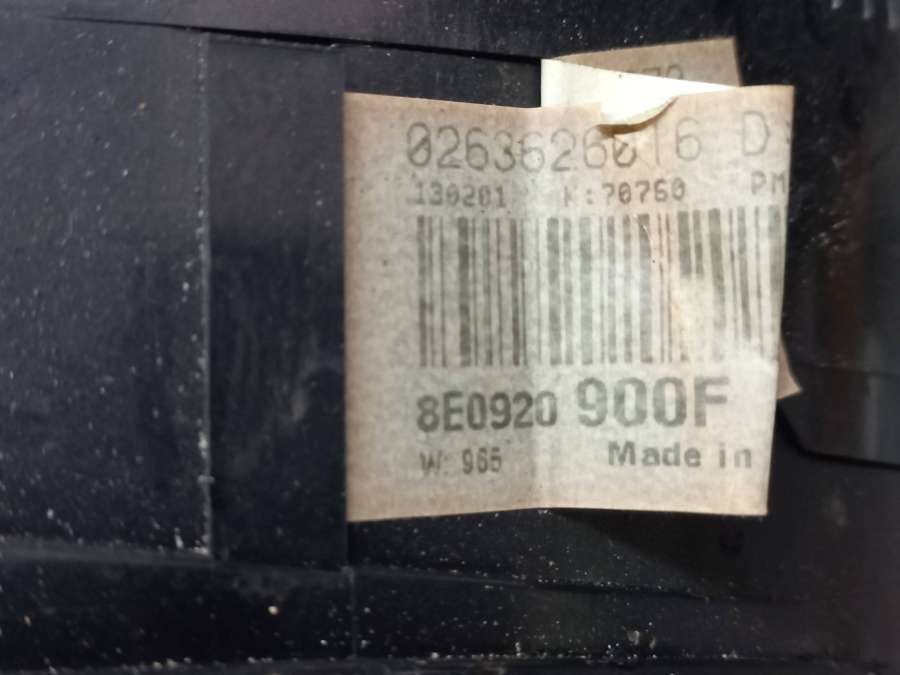 0263626016 D
130201 K:70760 PM
8E0920 900F
W: 965
Made in